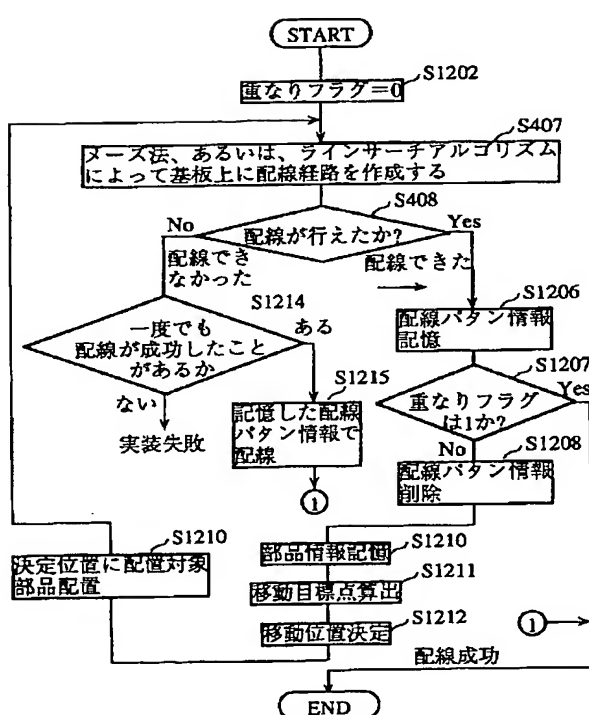 START
S1202
重なりフラグ=0
S407
メーズ法、あるいは、ラインサーチアルゴリズム
によって基板上に配線経路を作成する
S408
No
配線が行えたか?
Yes
配線でき
なかった
配線できた
S1214
一度でも
配線が成功したこと
があるか
ある
ない
実装失敗
S1206
配線パタン情報
記憶
S1207
重なりフラグ
は1か?
Yes
No
S1215
記憶した配線
パタン情報で
配線
1
S1208
配線パタン情報
削除
S1210
決定位置に配置対象
部品配置
部品情報記憶
S1210
移動目標点算出
S1211
移動位置決定
S1212
1
配線成功
END